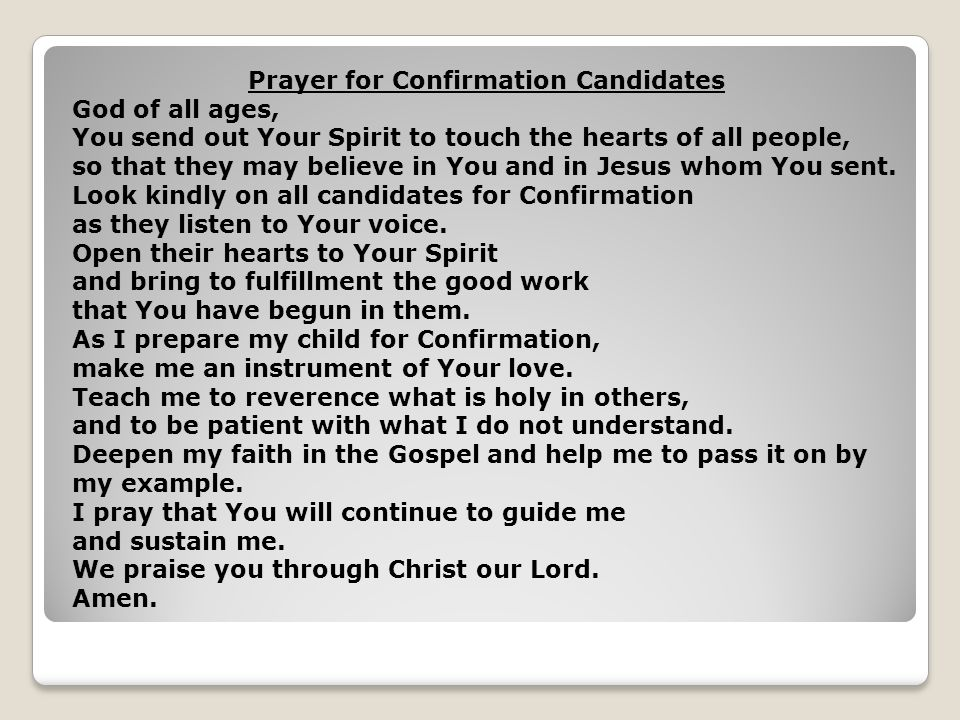 Prayer for Confirmation Candidates
God of all ages,
You send out Your Spirit to touch the hearts of all people,
so that they may believe in You and in Jesus whom You sent.
Look kindly on all candidates for Confirmation
as they listen to Your voice.
Open their hearts to Your Spirit
and bring to fulfillment the good work
that You have begun in them.
As I prepare my child for Confirmation,
make me an instrument of Your love.
Teach me to reverence what is holy in others,
and to be patient with what I do not understand.
Deepen my faith in the Gospel and help me to pass it on by
my example.
I pray that You will continue to guide me
and sustain me.
We praise you through Christ our Lord.
Amen.